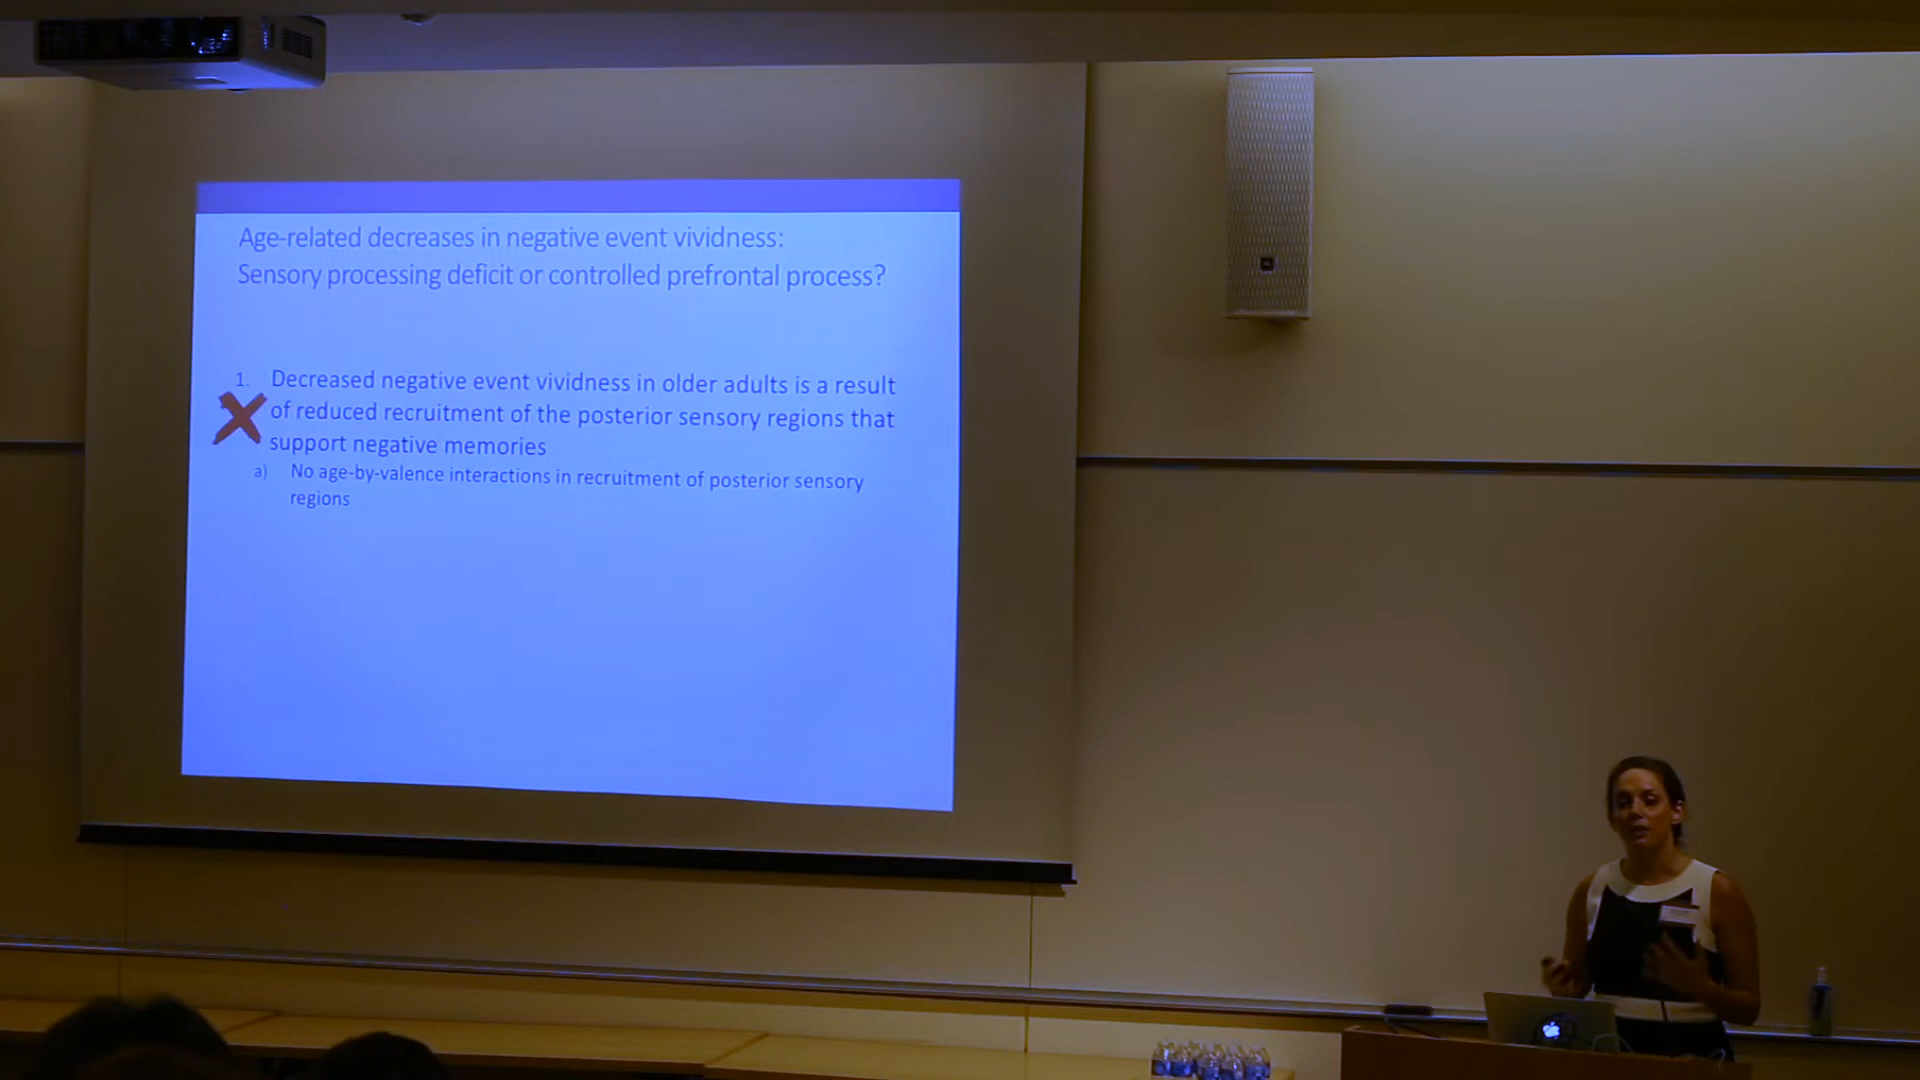 Age-related decreases in negative event vividness:
Sensory processing deficit or controlled prefrontal process?
1. Decreased negative event vividness in older adults is a result
of reduced recruitment of the posterior sensory regions that
support negative memories
a) No age-by-valence interactions in recruitment of posterior sensory
regions